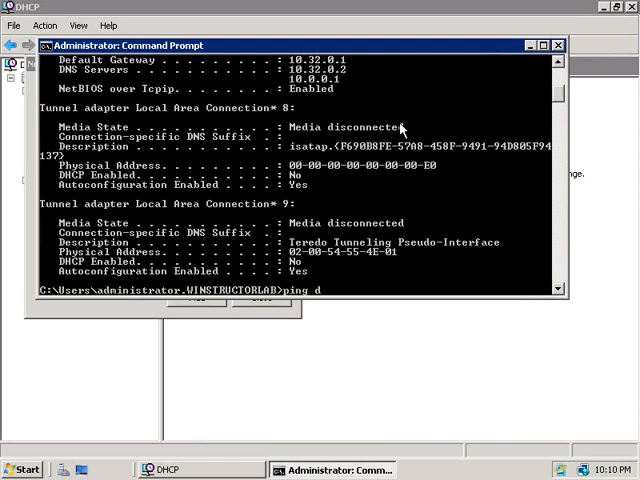 DHCP
File Action View Help
Administrator: Command Prompt
Default Gateway . . . . . . . . . : 10.32.0.1
DNS Servers . . . . . . . . . . . : 10.32.0.2
10.0.0.1
NetBIOS over Tcpip. . . . . . . . : Enabled
Tunnel adapter Local Area Connection* 8:
Media State . . . . . . . . . . . : Media disconnected
Connection-specific DNS Suffix  . :
Description . . . . . . . . . . . : isatap.{F690B8FE-57A8-458F-9491-94D805F94
137}
Physical Address. . . . . . . . . : 00-00-00-00-00-00-00-E0
DHCP Enabled. . . . . . . . . . . : No
Autoconfiguration Enabled . . . . : Yes
Tunnel adapter Local Area Connection* 9:
Media State . . . . . . . . . . . : Media disconnected
Connection-specific DNS Suffix  . :
Description . . . . . . . . . . . : Teredo Tunneling Pseudo-Interface
Physical Address. . . . . . . . . : 02-00-54-55-4E-01
DHCP Enabled. . . . . . . . . . . : No
Autoconfiguration Enabled . . . . : Yes
C:\Users\administrator.WINSTRUCTORLAB>ping d
nge.
Start
DHCP
Administrator: Comm...
10:10 PM